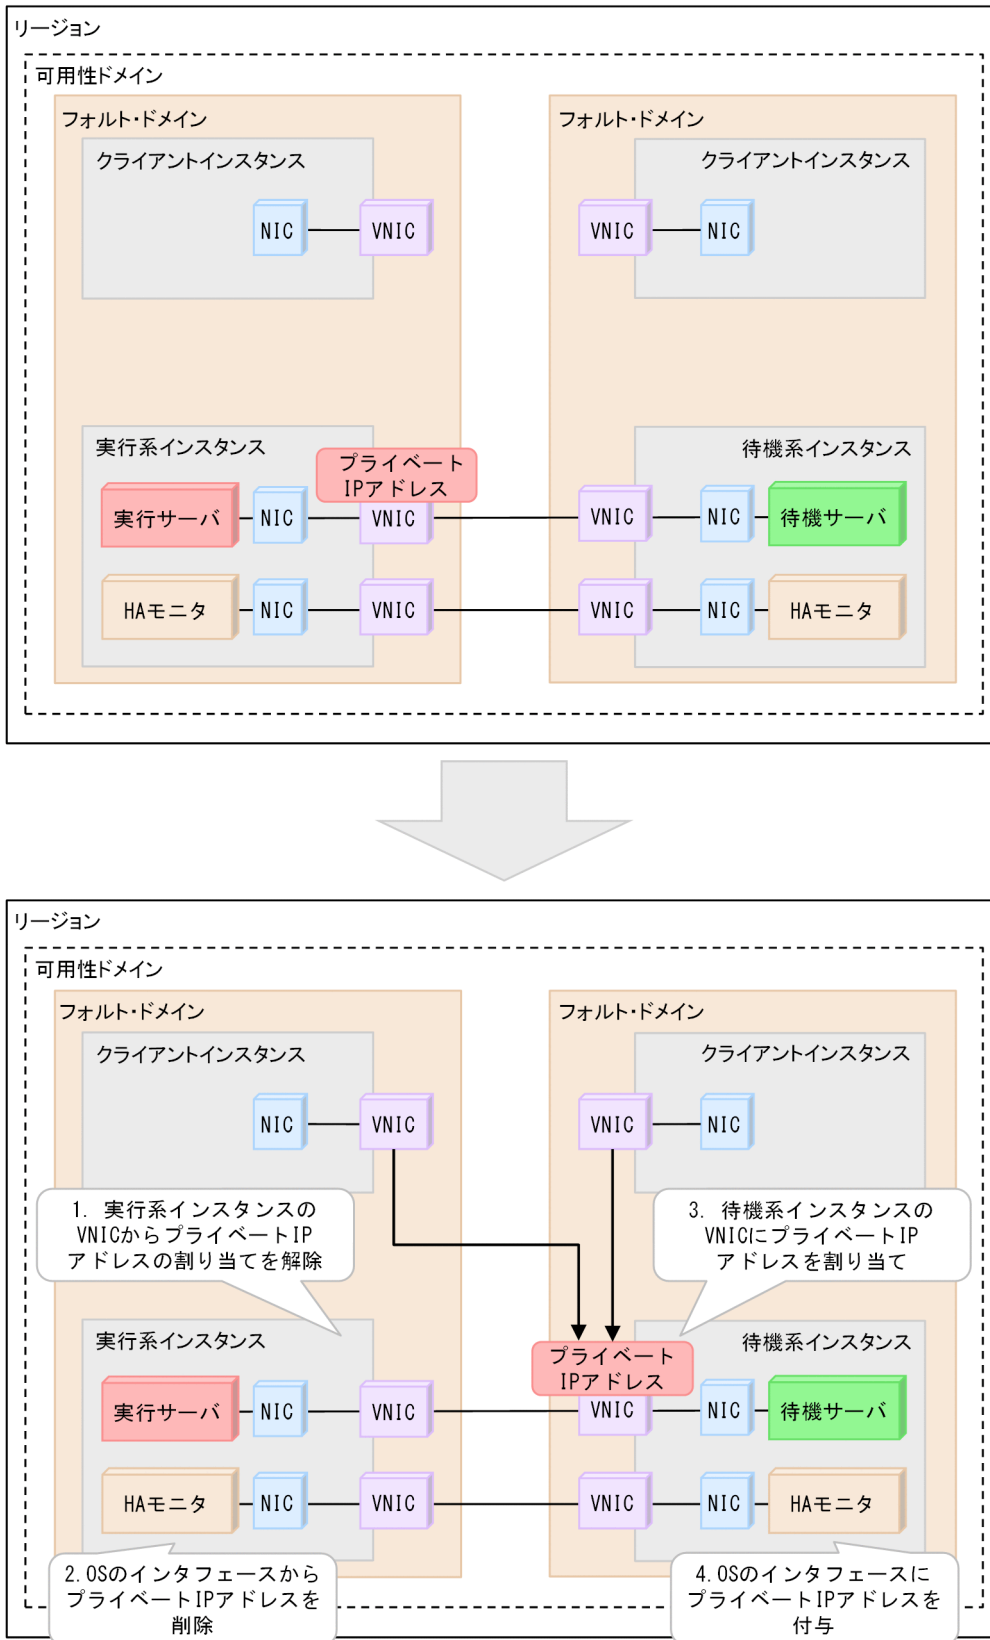 リージョン
可用性ドメイン
フォルト・ドメイン
フォルト・ドメイン
クライアントインスタンス
クライアントインスタンス
NIC
VNIC
VNIC
NIC
実行系インスタンス
待機系インスタンス
プライベート
IPアドレス
実行サーバ
NIC
VNIC
VNIC
NIC
待機サーバ
HAモニタ
NIC
VNIC
VNIC
NIC
HAモニタ
リージョン
可用性ドメイン
フォルト・ドメイン
フォルト・ドメイン
クライアントインスタンス
クライアントインスタンス
NIC
VNIC
VNIC
NIC
1. 実行系インスタンスの
VNICからプライベートIP
アドレスの割り当てを解除
3. 待機系インスタンスの
VNICにプライベートIP
アドレスを割り当て
実行系インスタンス
待機系インスタンス
プライベート
IPアドレス
実行サーバ
NIC
VNIC
VNIC
NIC
待機サーバ
HAモニタ
NIC
VNIC
VNIC
NIC
HAモニタ
2.OSのインタフェースから
プライベートIPアドレスを
削除
4.OSのインタフェースに
プライベートIPアドレスを
付与